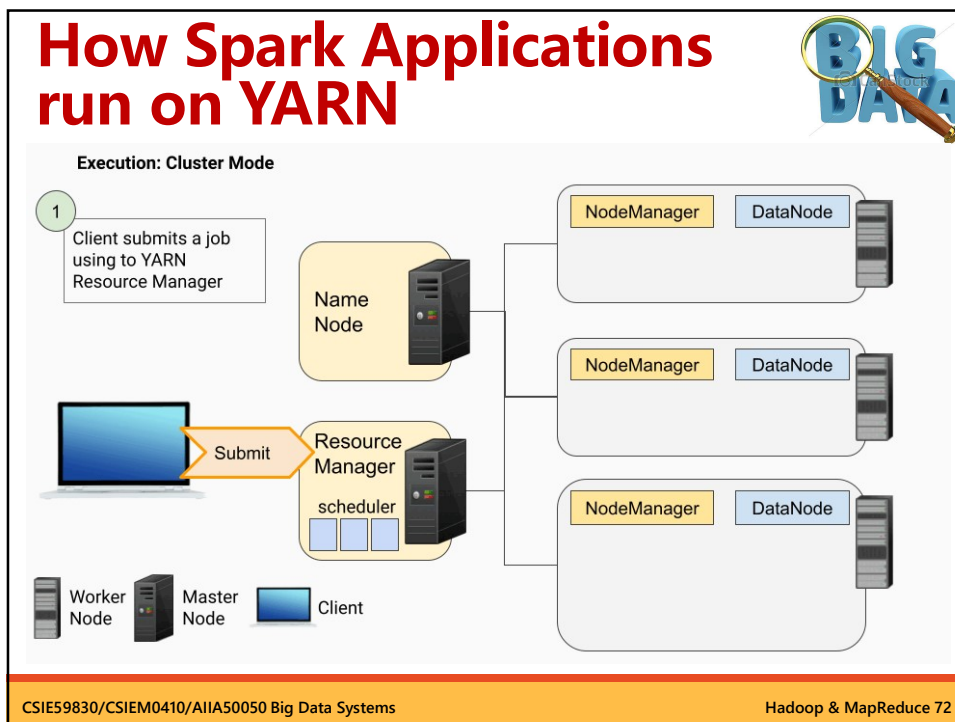 How Spark Applications
run on YARN
BIG
DATA
Execution: Cluster Mode
1
Client submits a job
using to YARN
Resource Manager
Name
Node
Submit
Resource
Manager
scheduler
NodeManager
DataNode
NodeManager
DataNode
NodeManager
DataNode
Worker
Node
Master
Node
Client
CSIE59830/CSIEM0410/AIIA50050 Big Data Systems
Hadoop & MapReduce 72